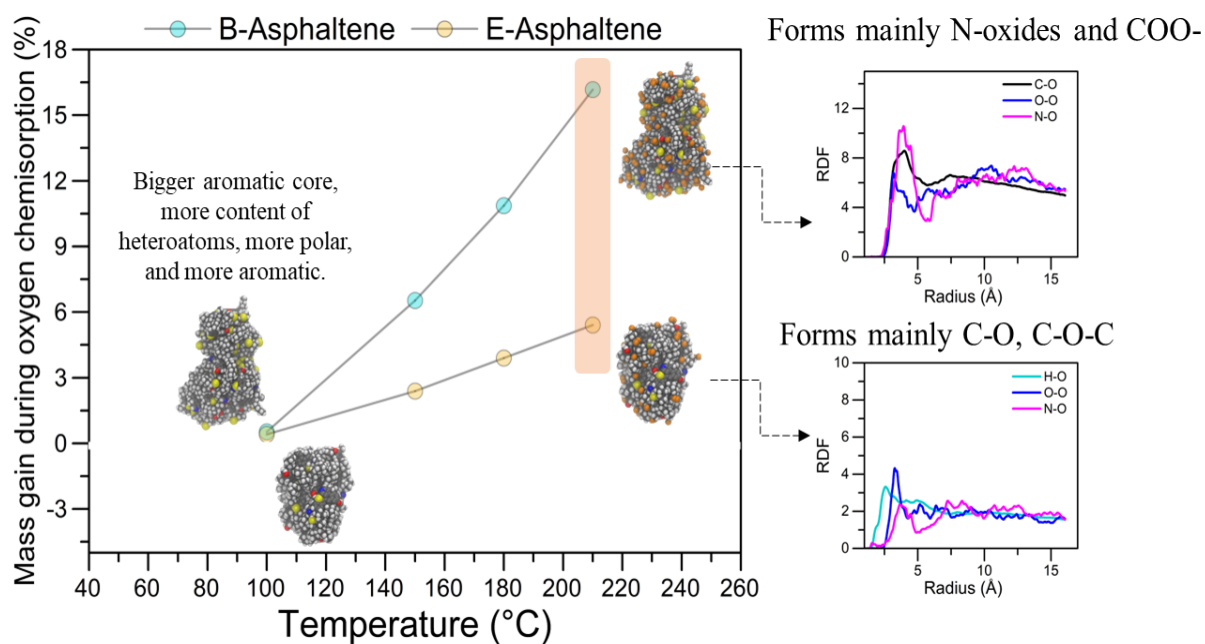 B-Asphaltene E-Asphaltene
Mass gain during oxygen chemisorption (%)
18
15
12
9
6
3
0
-3
Bigger aromatic core,
more content of
heteroatoms, more polar,
and more aromatic.
40 60 80 100 120 140 160 180 200 220 240 260
Temperature (°C)
Forms mainly N-oxides and COO-
C-O
O-O
N-O
RDF
12
8
4
0
5 10 15
Radius (Å)
Forms mainly C-O, C-O-C
H-O
O-O
N-O
RDF
10
8
6
4
2
0
5 10 15
Radius (Å)